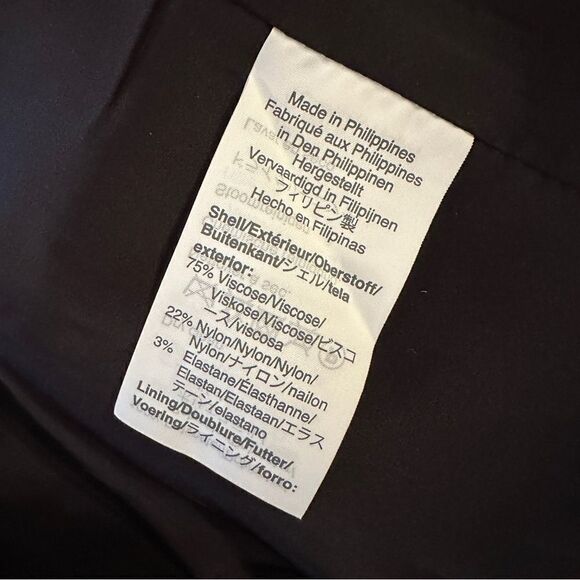 Made in Philippines
Fabriqué aux Philippines
in Den Philippinen
Hergestellt
Vervaardigd in Filipijnen
フィリピン製
Hecho en Filipinas
Shell/Extérieur/Oberstoff/
Buitenkant/シェル/tela
exterior:
75% Viscose/Viscose/
Viskose/Viscose/ビスコ
ース/viscosa
22% Nylon/Nylon/Nylon/
Nylon/ナイロン/nailon
3% Elastane/Élasthanne/
Elastan/Elastaan/エラス
テーン/elastano
Lining/Doublure/Futter/
Voering/ライニング/forro: